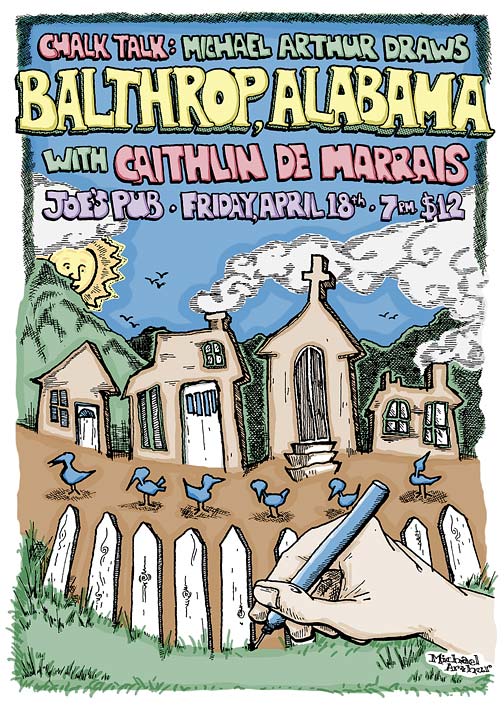 CHALK TALK: MICHAEL ARTHUR DRAWS
BALTHROP, ALABAMA
WITH CAITHLIN DE MARRAIS
JOE'S PUB · FRIDAY, APRIL 18th · 7PM $12
Michael
Arthur